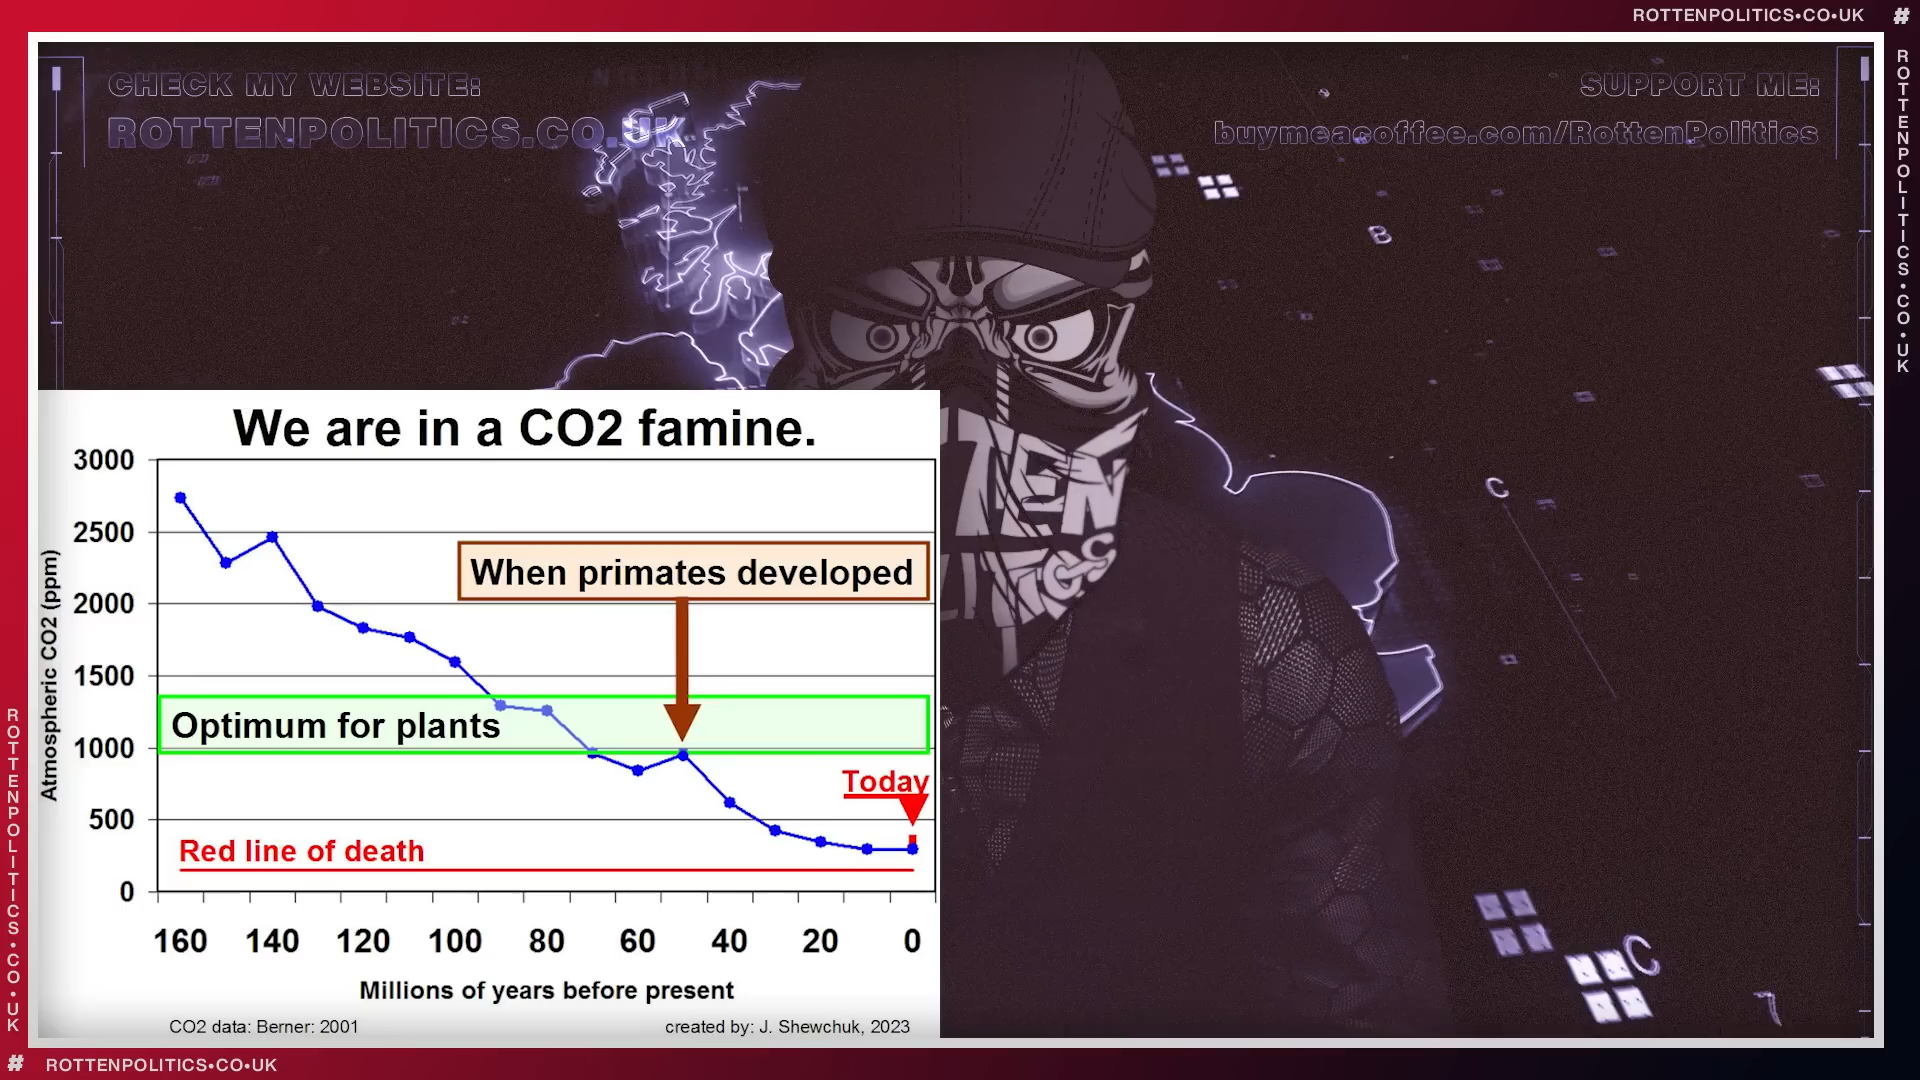 ROTTENPOLITICS•CO•UK #
ROTTENPOLITICS•CO•UK
CHECK MY WEBSITE:
ROTTENPOLITICS.CO.UK
SUPPORT ME:
buymeacoffee.com/RottenPolitics
B
C
TEN
We are in a CO2 famine.
3000
2500
2000
1500
1000
500
0
Atmospheric CO2 (ppm)
When primates developed
Optimum for plants
Today
Red line of death
160 140 120 100 80 60 40 20 0
Millions of years before present
CO2 data: Berner: 2001
created by: J. Shewchuk, 2023
C
7
ROTTENPOLITICS•CO•UK
# ROTTENPOLITICS•CO•UK